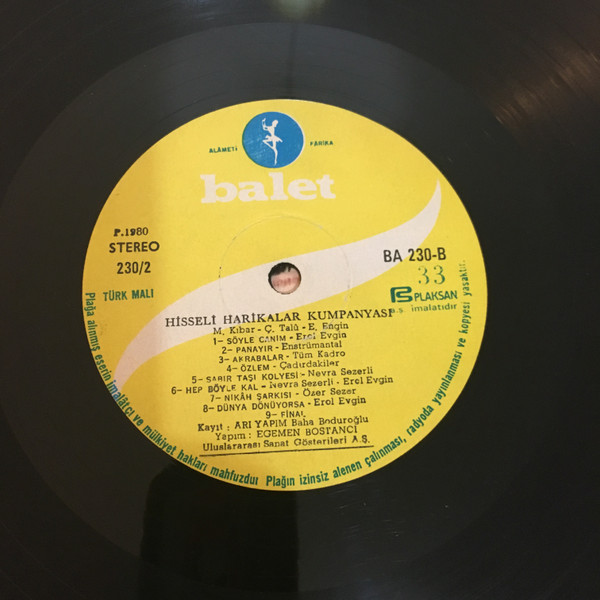 ALÂMETİ FARİKA
balet
P.1980
STEREO
230/2
TÜRK MALI
BA 230-B
33
PLAKSAN
A.Ş. imalatıdır
HİSSELİ HARİKALAR KUMPANYASI
M. Kıbar - Ç. Talû - E. Engin
1- SÖYLE CANIM - Erol Evgin
2- PANAYIR - Enstrümantal
3- AKRABALAR - Tüm Kadro
4- ÖZLEM - Çadırdakiler
5- SABIR TAŞI KOLYESİ - Nevra Sezerli
6- HEP BÖYLE KAL - Nevra Sezerli - Erol Evgin
7- NİKÂH ŞARKISI - Özer Sezer
8- DÜNYA DÖNÜYORSA - Erol Evgin
9- FİNAL
Kayıt : ARI YAPIM Baha Boduroğlu
Yapım : EGEMEN BOSTANCI
Uluslararası Sanat Gösterileri A.Ş.
Plağa alınmış eserin imalâtçı ve mülkiyet hakları mahfuzdur Plağın izinsiz alenen çalınması, radyoda yayınlanması ve kopyesi yasaktır.